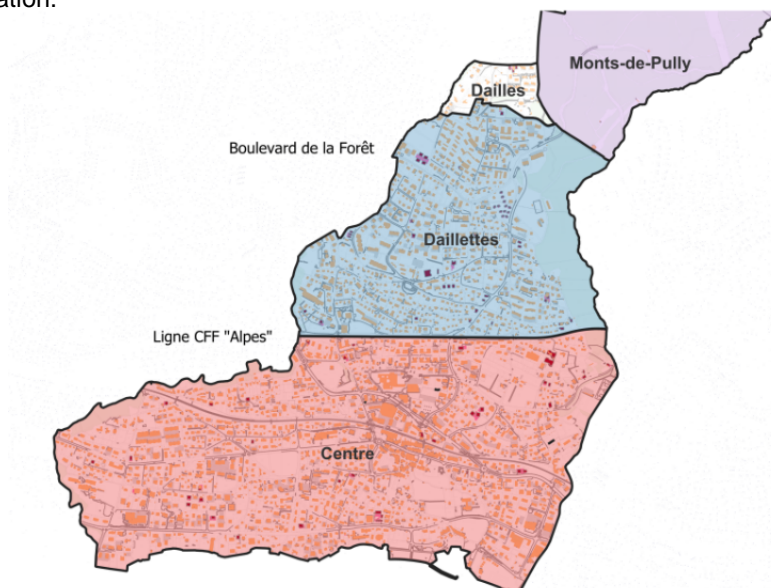 ation.
Monts-de-Pully
Dailles
Boulevard de la Forêt
Daillettes
Ligne CFF "Alpes"
Centre